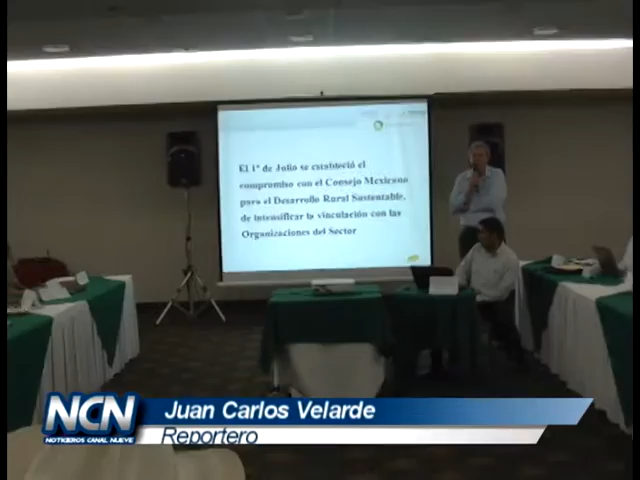 El 1° de Julio se estableció el
compromiso con el Consejo Mexicano
para el Desarrollo Rural Sustentable,
de intensificar la vinculación con las
Organizaciones del Sector
NCN
NOTICIEROS CANAL NUEVE
Juan Carlos Velarde
Reportero